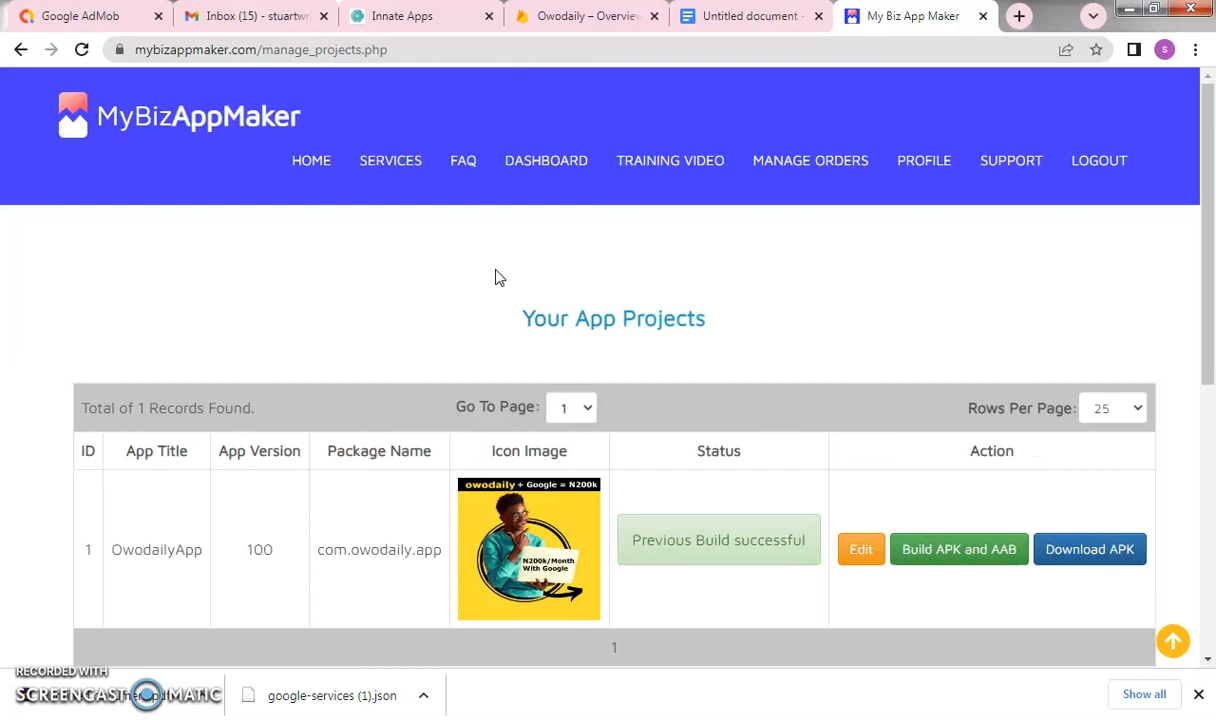 Google AdMob
Inbox (15) - stuartw
Innate Apps
Owodaily – Overvie
Untitled document -
My Biz App Maker
mybizappmaker.com/manage_projects.php
s
MyBizAppMaker
HOME
SERVICES
FAQ
DASHBOARD
TRAINING VIDEO
MANAGE ORDERS
PROFILE
SUPPORT
LOGOUT
Your App Projects
Total of 1 Records Found.
Go To Page: 1
Rows Per Page: 25
ID
App Title
App Version
Package Name
Icon Image
Status
Action
1
OwodailyApp
100
com.owodaily.app
owodaily + Google = N200k
N200k/Month
With Google
Previous Build successful
Edit
Build APK and AAB
Download APK
1
RECORDED WITH
SCREENCAST-O-MATIC
google-services (1).json
Show all